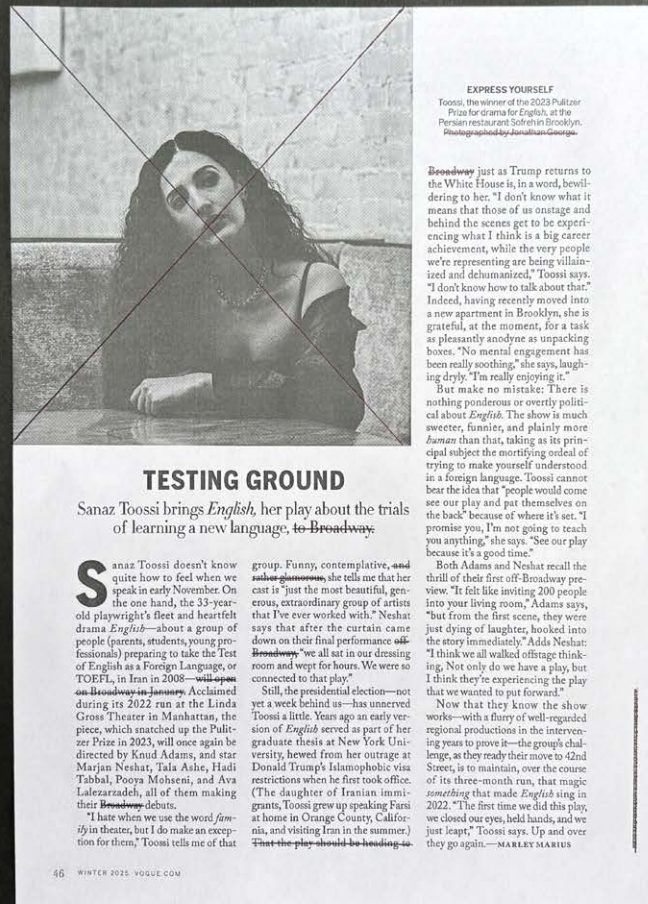 EXPRESS YOURSELF
Toossi, the winner of the 2023 Pulitzer
Prize for drama for English, at the
Persian restaurant Sofreh in Brooklyn.
Photographed by Jonathan George.
TESTING GROUND
Sanaz Toossi brings English, her play about the trials
of learning a new language, to Broadway.
Sanaz Toossi doesn't know
quite how to feel when we
speak in early November. On
the one hand, the 33-year-
old playwright's fleet and heartfelt
drama English—about a group of
people (parents, students, young pro-
fessionals) preparing to take the Test
of English as a Foreign Language, or
TOEFL, in Iran in 2008—will open
on Broadway in January. Acclaimed
during its 2022 run at the Linda
Gross Theater in Manhattan, the
piece, which snatched up the Pulit-
zer Prize in 2023, will once again be
directed by Knud Adams, and star
Marjan Neshat, Tala Ashe, Hadi
Tabbal, Pooya Mohseni, and Ava
Lalezarzadeh, all of them making
their Broadway debuts.
"I hate when we use the word fam-
ily in theater, but I do make an excep-
tion for them," Toossi tells me of that
group. Funny, contemplative, and
rather glamorous, she tells me that her
cast is "just the most beautiful, gen-
erous, extraordinary group of artists
that I've ever worked with." Neshat
says that after the curtain came
down on their final performance off-
Broadway, "we all sat in our dressing
room and wept for hours. We were so
connected to that play."
Still, the presidential election—not
yet a week behind us—has unnerved
Toossi a little. Years ago an early ver-
sion of English served as part of her
graduate thesis at New York Uni-
versity, hewed from her outrage at
Donald Trump's Islamophobic visa
restrictions when he first took office.
(The daughter of Iranian immi-
grants, Toossi grew up speaking Farsi
at home in Orange County, Califor-
nia, and visiting Iran in the summer.)
That the play should be heading to
Broadway just as Trump returns to
the White House is, in a word, bewil-
dering to her. "I don't know what it
means that those of us onstage and
behind the scenes get to be experi-
encing what I think is a big career
achievement, while the very people
we're representing are being villain-
ized and dehumanized," Toossi says.
"I don't know how to talk about that."
Indeed, having recently moved into
a new apartment in Brooklyn, she is
grateful, at the moment, for a task
as pleasantly anodyne as unpacking
boxes. "No mental engagement has
been really soothing," she says, laugh-
ing dryly. "I'm really enjoying it."
But make no mistake: There is
nothing ponderous or overtly politi-
cal about English. The show is much
sweeter, funnier, and plainly more
human than that, taking as its prin-
cipal subject the mortifying ordeal of
trying to make yourself understood
in a foreign language. Toossi cannot
bear the idea that "people would come
see our play and pat themselves on
the back" because of where it's set. "I
promise you, I'm not going to teach
you anything," she says. "See our play
because it's a good time."
Both Adams and Neshat recall the
thrill of their first off-Broadway pre-
view. "It felt like inviting 200 people
into your living room," Adams says,
"but from the first scene, they were
just dying of laughter, hooked into
the story immediately." Adds Neshat:
"I think we all walked offstage think-
ing, Not only do we have a play, but
I think they're experiencing the play
that we wanted to put forward."
Now that they know the show
works—with a flurry of well-regarded
regional productions in the interven-
ing years to prove it—the group's chal-
lenge, as they ready their move to 42nd
Street, is to maintain, over the course
of its three-month run, that magic
something that made English sing in
2022. "The first time we did this play,
we closed our eyes, held hands, and we
just leapt," Toossi says. Up and over
they go again.—MARLEY MARIUS
46 WINTER 2025 VOGUE.COM